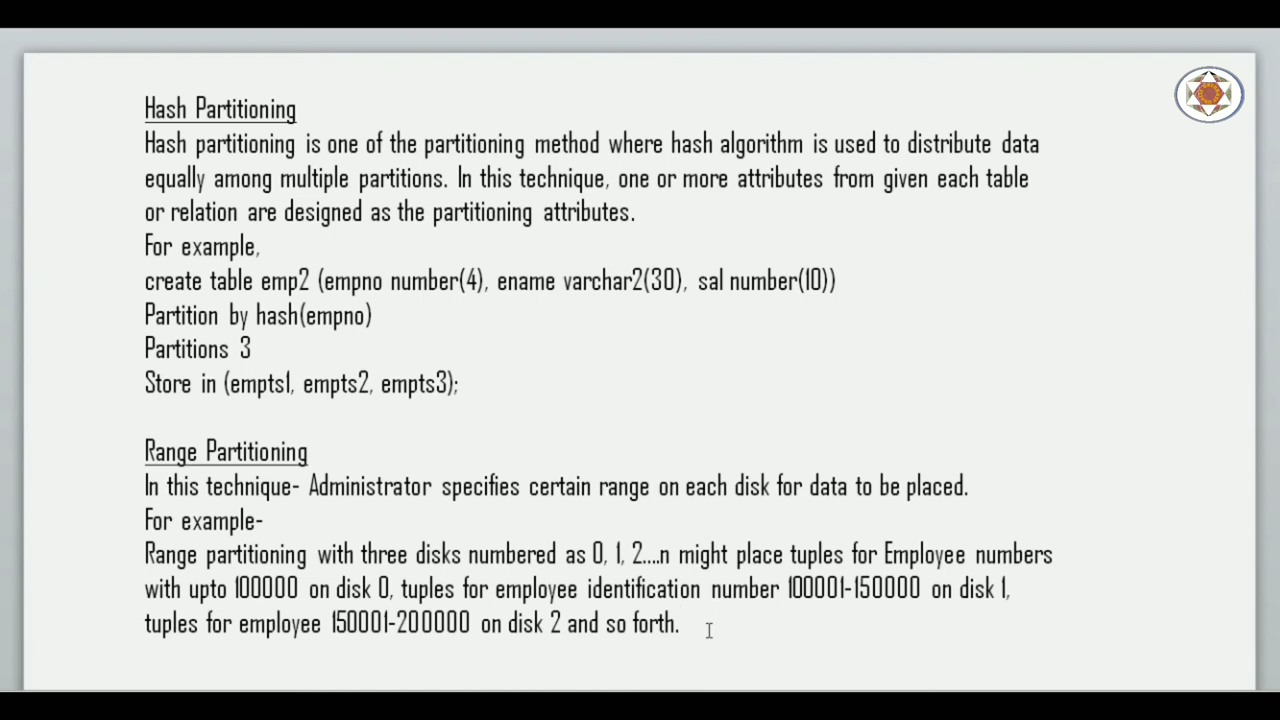 Hash Partitioning
Hash partitioning is one of the partitioning method where hash algorithm is used to distribute data
equally among multiple partitions. In this technique, one or more attributes from given each table
or relation are designed as the partitioning attributes.
For example,
create table emp2 (empno number(4), ename varchar2(30), sal number(10))
Partition by hash(empno)
Partitions 3
Store in (empts1, empts2, empts3);
Range Partitioning
In this technique- Administrator specifies certain range on each disk for data to be placed.
For example-
Range partitioning with three disks numbered as 0, 1, 2....n might place tuples for Employee numbers
with upto 100000 on disk 0, tuples for employee identification number 100001-150000 on disk 1,
tuples for employee 150001-200000 on disk 2 and so forth.